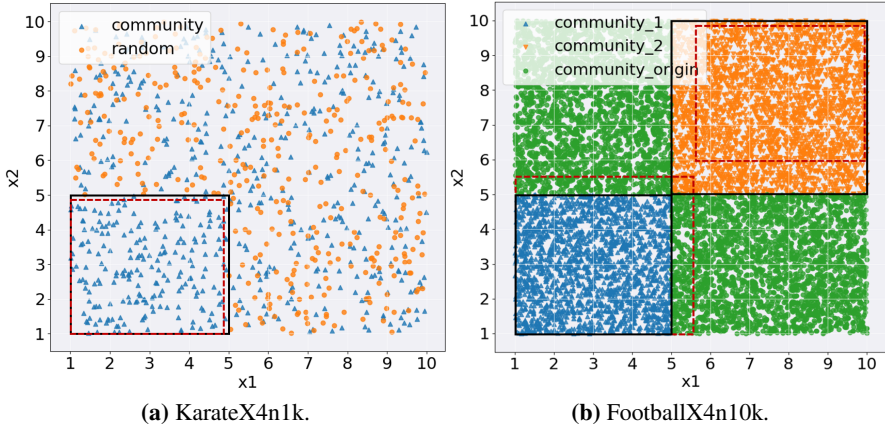 community
random
10
9
8
7
6
5
4
3
2
1
x2
1 2 3 4 5 6 7 8 9 10
x1
(a) KarateX4n1k.
community_1
community_2
community_origin
10
9
8
7
6
5
4
3
2
1
x2
1 2 3 4 5 6 7 8 9 10
x1
(b) FootballX4n10k.